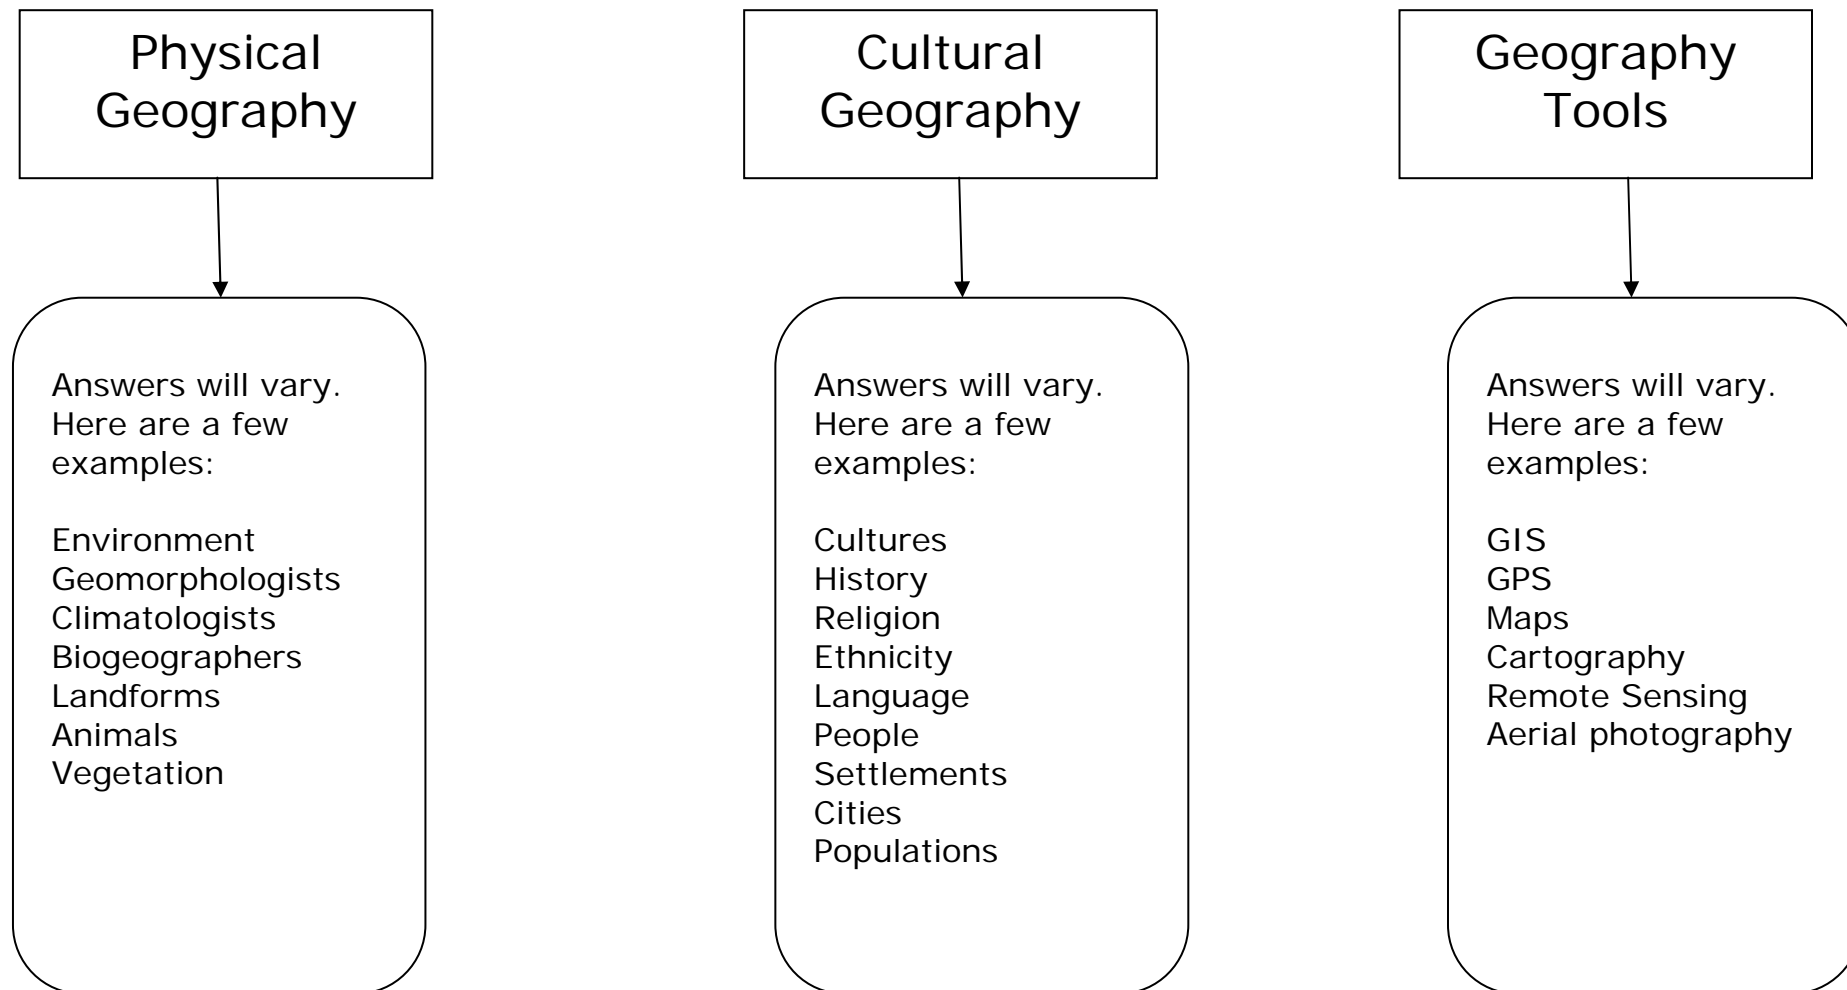 Physical
Geography
Answers will vary.
Here are a few
examples:
Environment
Geomorphologists
Climatologists
Biogeographers
Landforms
Animals
Vegetation
Cultural
Geography
Answers will vary.
Here are a few
examples:
Cultures
History
Religion
Ethnicity
Language
People
Settlements
Cities
Populations
Geography
Tools
Answers will vary.
Here are a few
examples:
GIS
GPS
Maps
Cartography
Remote Sensing
Aerial photography